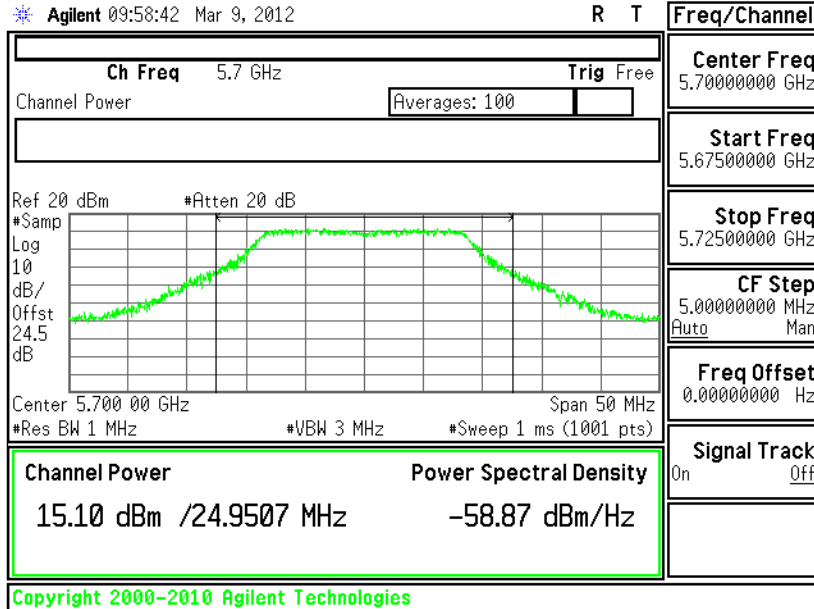 Agilent 09:58:42 Mar 9, 2012 R T
Freq/Channel
Ch Freq 5.7 GHz Trig Free
Channel Power Averages: 100
Ref 20 dBm #Atten 20 dB
#Samp
Log
10
dB/
Offst
24.5
dB
Center 5.700 00 GHz Span 50 MHz
#Res BW 1 MHz #VBW 3 MHz #Sweep 1 ms (1001 pts)
Channel Power Power Spectral Density
15.10 dBm /24.9507 MHz -58.87 dBm/Hz
Center Freq
5.70000000 GHz
Start Freq
5.67500000 GHz
Stop Freq
5.72500000 GHz
CF Step
5.00000000 MHz
Auto Man
Freq Offset
0.00000000 Hz
Signal Track
On Off
Copyright 2000-2010 Agilent Technologies